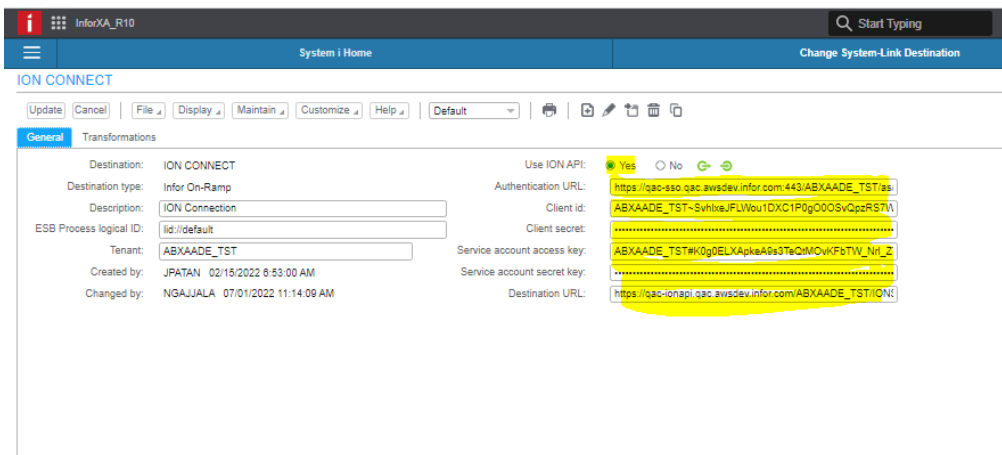 InforXA_R10
Start Typing
System i Home
Change System-Link Destination
ION CONNECT
Update Cancel File Display Maintain Customize Help Default
General Transformations
Destination: ION CONNECT
Use ION API: Yes No
Destination type: Infor On-Ramp
Authentication URL: https://qac-sso.qac.awsdev.infor.com:443/ABXAADE_TST/as
Description: ION Connection
Client id: ABXAADE_TST~SvhlxeJFLWou1DXC1P0gO0OSvQpzRS7W
ESB Process logical ID: lid://default
Client secret:
Tenant: ABXAADE_TST
Service account access key: ABXAADE_TST#K0g0ELXApkeA9s3TeQtMOvKFbTW_Nrl_Z
Created by: JPATAN 02/15/2022 8:53:00 AM
Service account secret key:
Changed by: NGAJJALA 07/01/2022 11:14:09 AM
Destination URL: https://qac-ionapi.qac.awsdev.infor.com/ABXAADE_TST/IONS